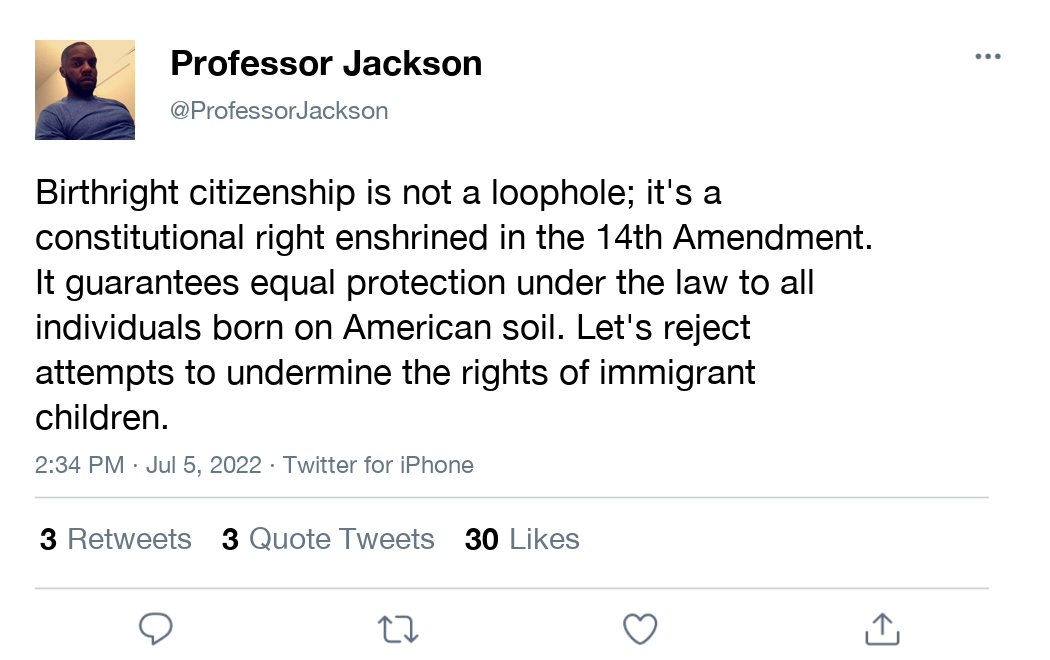 Professor Jackson
@ProfessorJackson
Birthright citizenship is not a loophole; it's a
constitutional right enshrined in the 14th Amendment.
It guarantees equal protection under the law to all
individuals born on American soil. Let's reject
attempts to undermine the rights of immigrant
children.
2:34 PM · Jul 5, 2022 · Twitter for iPhone
3 Retweets 3 Quote Tweets 30 Likes